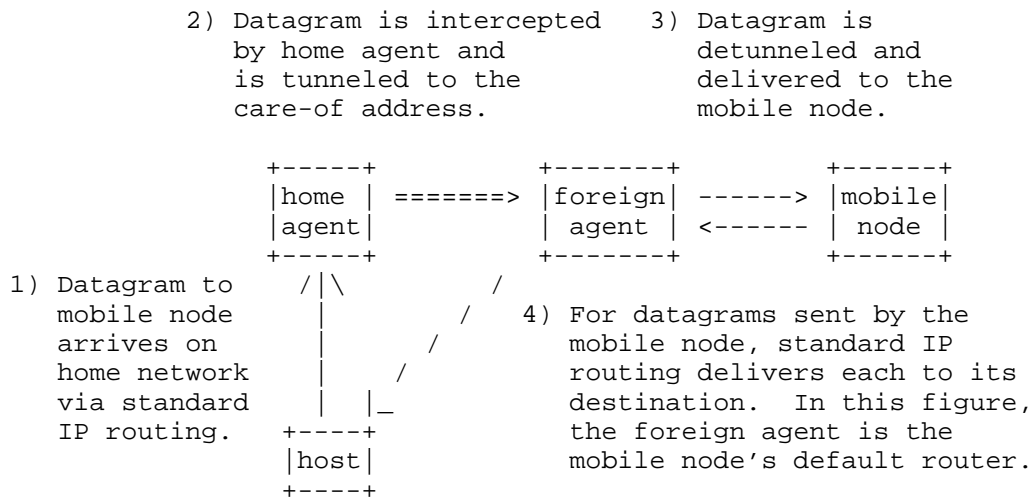 2) Datagram is intercepted   3) Datagram is
by home agent and   detunneled and
is tunneled to the   delivered to the
care-of address.   mobile node.
+-----+   +-------+   +------+
|home | =======> |foreign| ------> |mobile|
|agent|   | agent | <------ | node |
+-----+   +-------+   +------+
1) Datagram to   /|\   /
mobile node   |   /   4) For datagrams sent by the
arrives on   |   /   mobile node, standard IP
home network   |   /   routing delivers each to its
via standard   |   |_   destination.  In this figure,
IP routing.   +----+   the foreign agent is the
|host|   mobile node's default router.
+----+